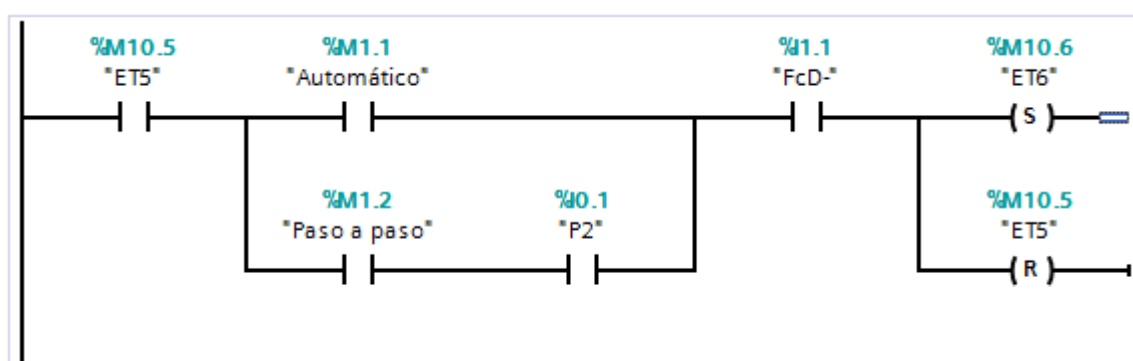 %M10.5 %M1.1 %I1.1 %M10.6
"ET5" "Automático" "FcD-" "ET6"
S
%M1.2 %I0.1 %M10.5
"Paso a paso" "P2" "ET5"
R